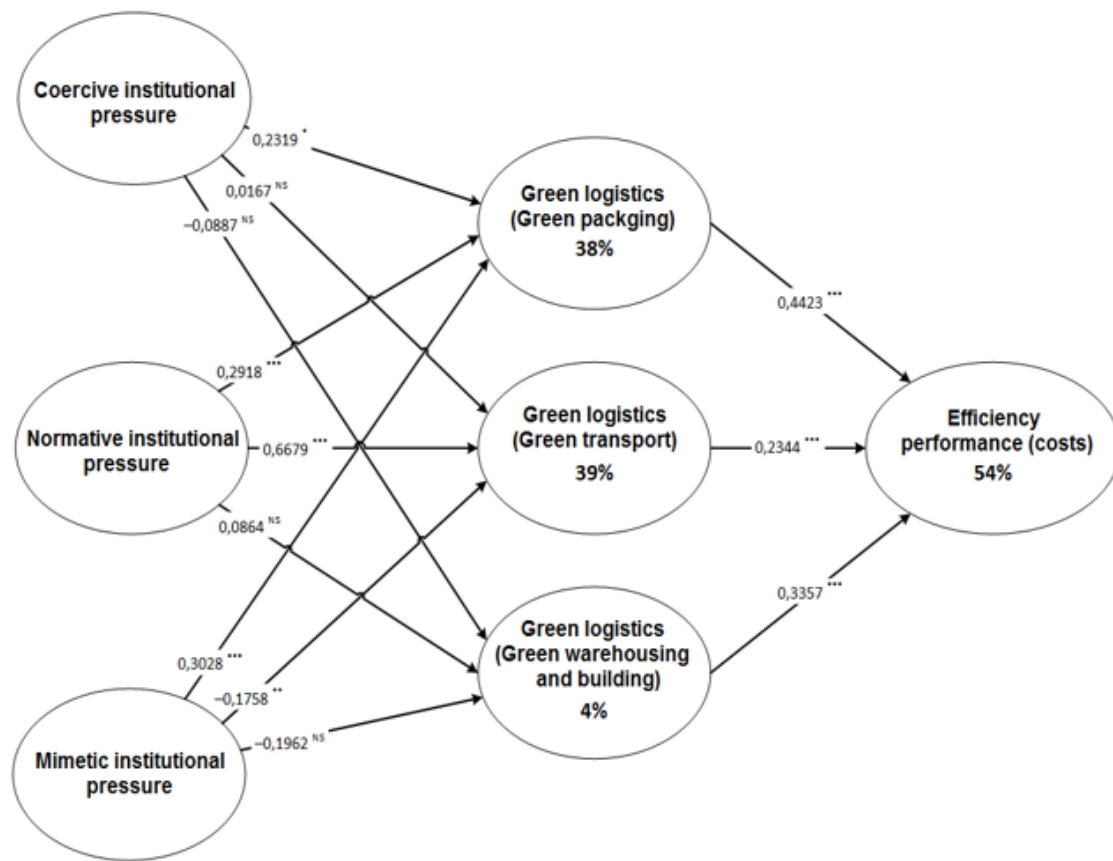 Coercive institutional
pressure
0,2319 *
0,0167 NS
−0,0887 NS
Normative institutional
pressure
0,2918 ***
0,6679 ***
0,0864 NS
Mimetic institutional
pressure
0,3028 ***
−0,1758 **
−0,1962 NS
Green logistics
(Green packging)
38%
Green logistics
(Green transport)
39%
Green logistics
(Green warehousing
and building)
4%
0,4423 ***
0,2344 ***
0,3357 ***
Efficiency
performance (costs)
54%